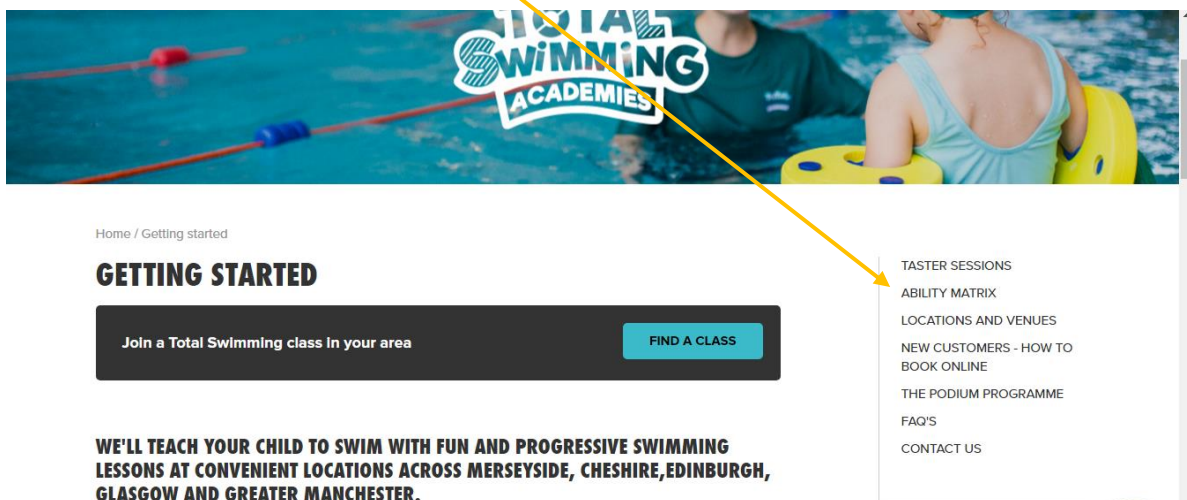 TOTAL
SWIMMING
ACADEMIES
Home / Getting started
GETTING STARTED
Join a Total Swimming class in your area
FIND A CLASS
WE'LL TEACH YOUR CHILD TO SWIM WITH FUN AND PROGRESSIVE SWIMMING
LESSONS AT CONVENIENT LOCATIONS ACROSS MERSEYSIDE, CHESHIRE,EDINBURGH,
GLASGOW AND GREATER MANCHESTER.
TASTER SESSIONS
ABILITY MATRIX
LOCATIONS AND VENUES
NEW CUSTOMERS - HOW TO
BOOK ONLINE
THE PODIUM PROGRAMME
FAQ'S
CONTACT US